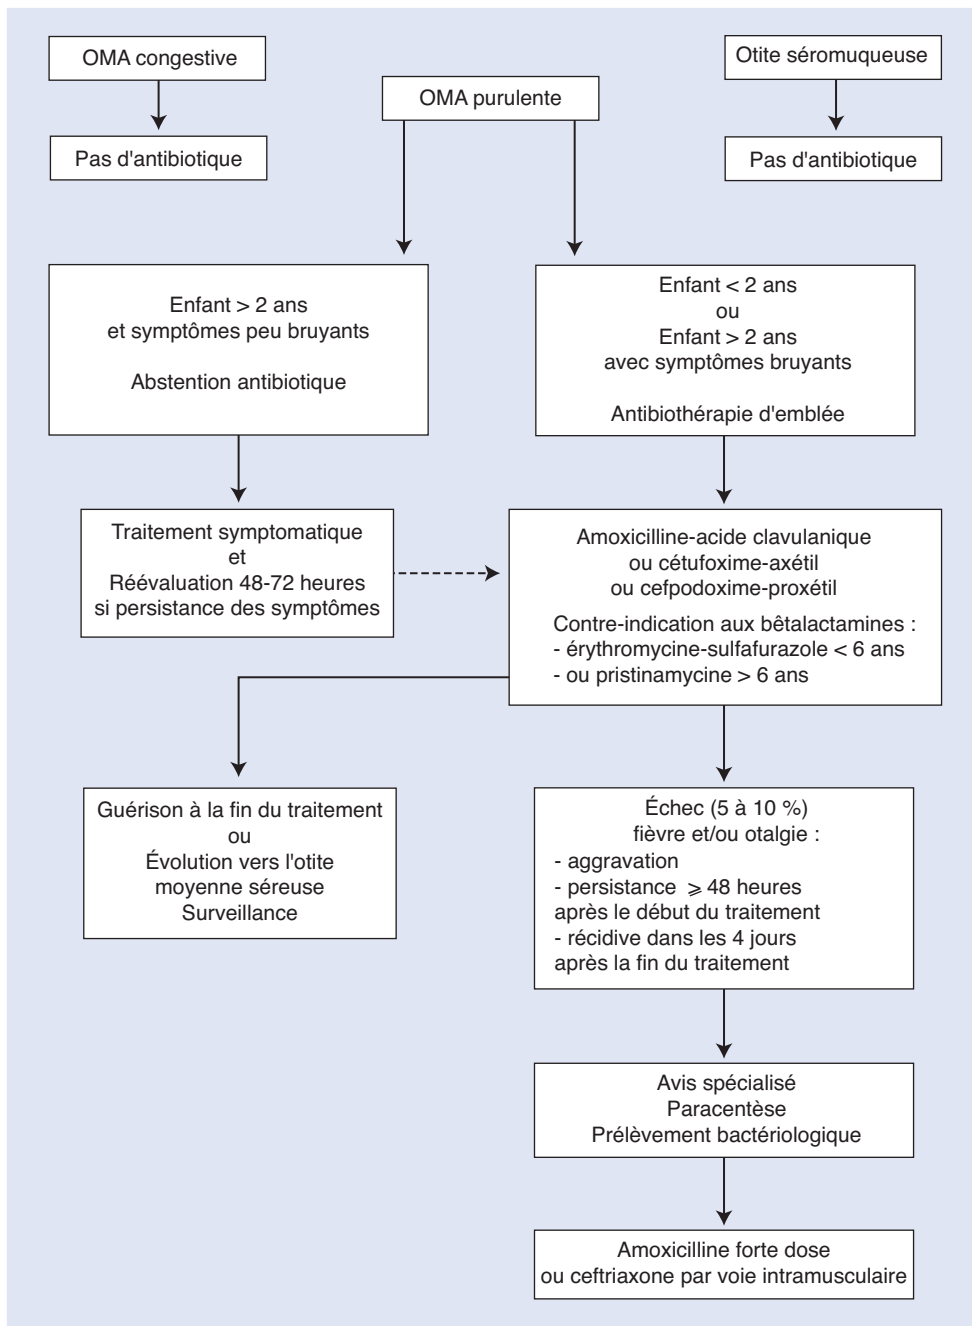 OMA congestive
Pas d'antibiotique
OMA purulente
Otite séromuqueuse
Pas d'antibiotique
Enfant > 2 ans
et symptômes peu bruyants
Abstention antibiotique
Enfant < 2 ans
ou
Enfant > 2 ans
avec symptômes bruyants
Antibiothérapie d'emblée
Traitement symptomatique
et
Réévaluation 48-72 heures
si persistance des symptômes
Amoxicilline-acide clavulanique
ou cétufoxime-axétil
ou cefpodoxime-proxétil
Contre-indication aux bêtalactamines :
- érythromycine-sulfafurazole < 6 ans
- ou pristinamycine > 6 ans
Guérison à la fin du traitement
ou
Évolution vers l'otite
moyenne séreuse
Surveillance
Échec (5 à 10 %)
fièvre et/ou otalgie :
- aggravation
- persistance ⩾ 48 heures
après le début du traitement
- récidive dans les 4 jours
après la fin du traitement
Avis spécialisé
Paracentèse
Prélèvement bactériologique
Amoxicilline forte dose
ou ceftriaxone par voie intramusculaire